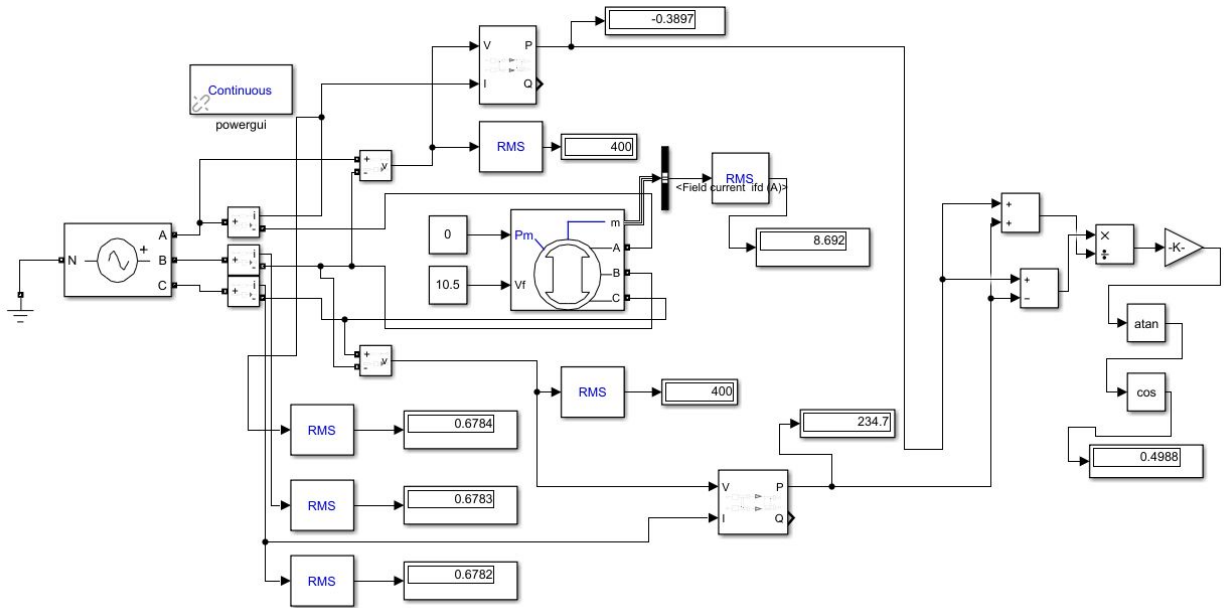 -0.3897
V
P
I
Q
Continuous
powergui
RMS
400
+
-
v
RMS
<Field current ifd (A)>
8.692
0
Pm
m
A
B
C
10.5
Vf
N
+
A
B
C
+
i
-
+
i
-
+
i
-
+
+
+
-
×
÷
-K-
atan
cos
0.4988
+
-
v
RMS
400
234.7
RMS
0.6784
RMS
0.6783
RMS
0.6782
V
P
I
Q